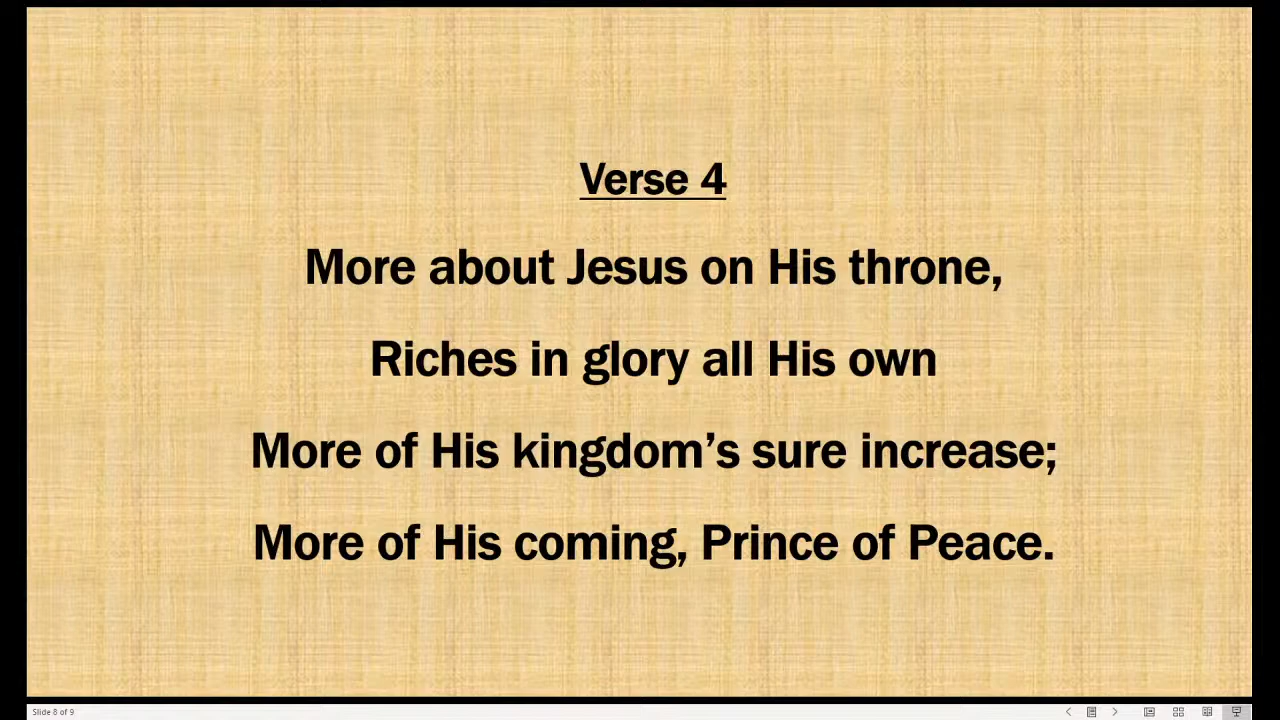 Verse 4
More about Jesus on His throne,
Riches in glory all His own
More of His kingdom’s sure increase;
More of His coming, Prince of Peace.
Slide 8 of 9